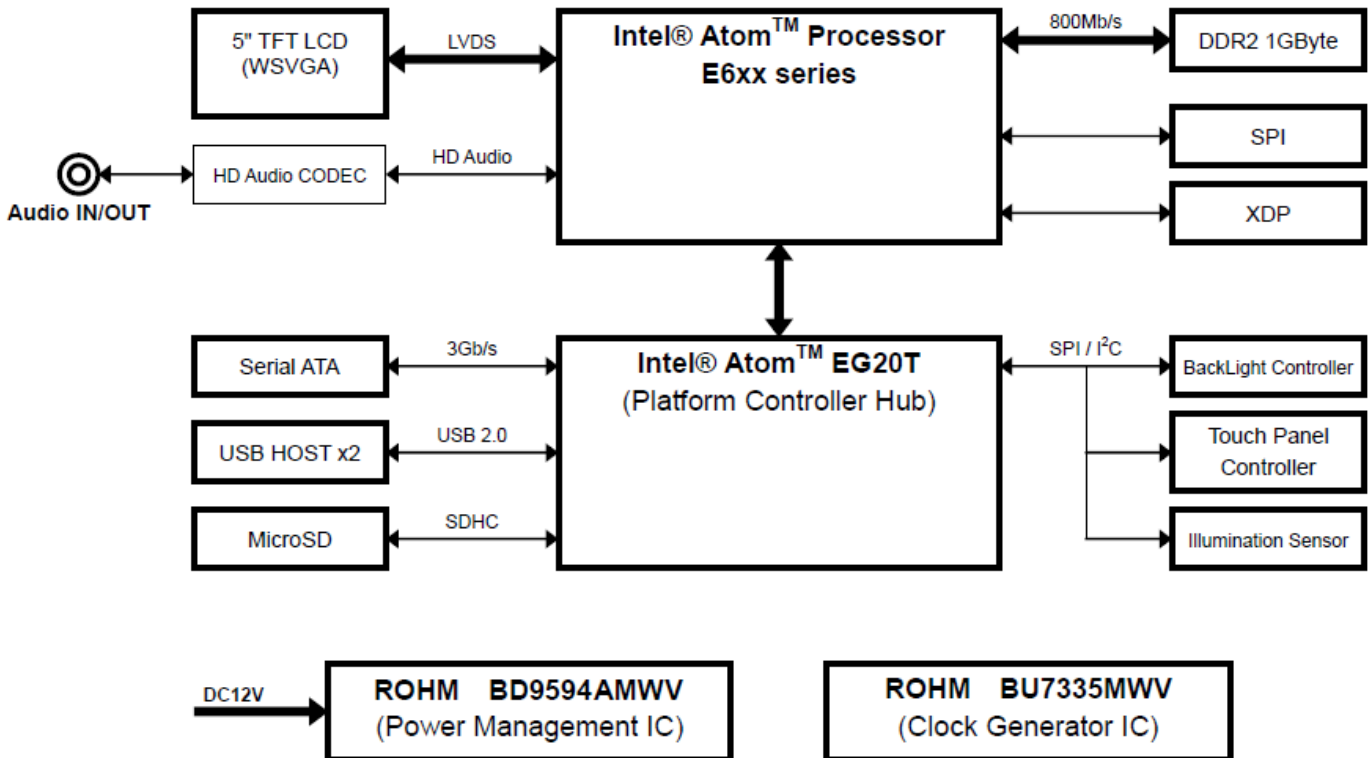 5" TFT LCD
(WSVGA)
LVDS
Intel® Atom™ Processor
E6xx series
800Mb/s
DDR2 1GByte
SPI
HD Audio CODEC
HD Audio
Audio IN/OUT
XDP
Serial ATA
3Gb/s
Intel® Atom™ EG20T
(Platform Controller Hub)
SPI / I²C
BackLight Controller
USB HOST x2
USB 2.0
Touch Panel
Controller
MicroSD
SDHC
Illumination Sensor
DC12V
ROHM BD9594AMWV
(Power Management IC)
ROHM BU7335MWV
(Clock Generator IC)